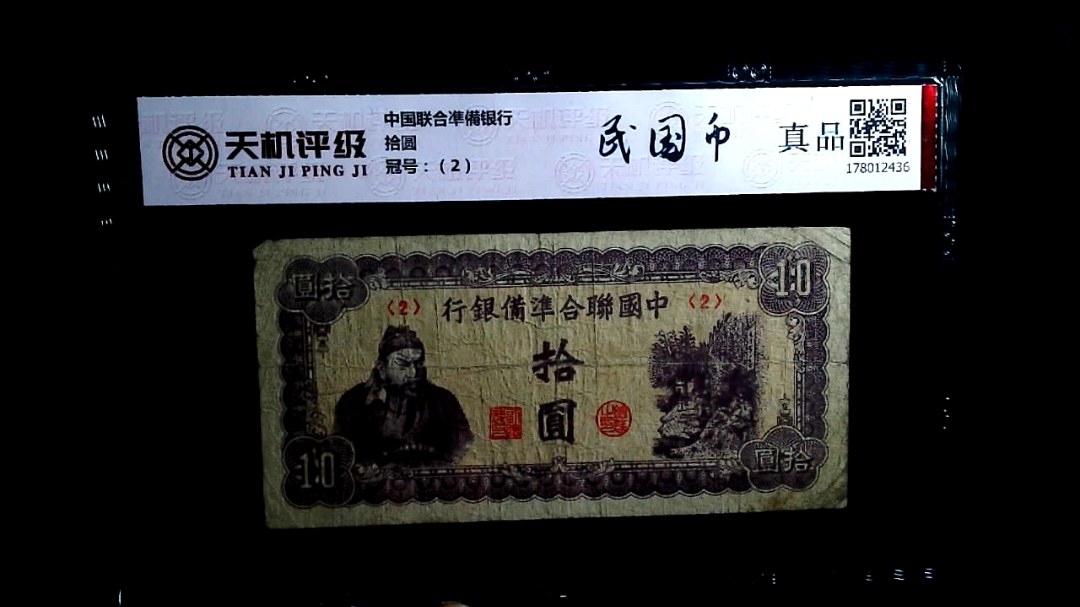 天机评级
TIAN JI PING JI
中国联合凖備银行
拾圆
冠号：（2）
民国币
真品
178012436
圓拾
10
（2）
行銀備準合聯國中
（2）
拾
圓
10
圓拾